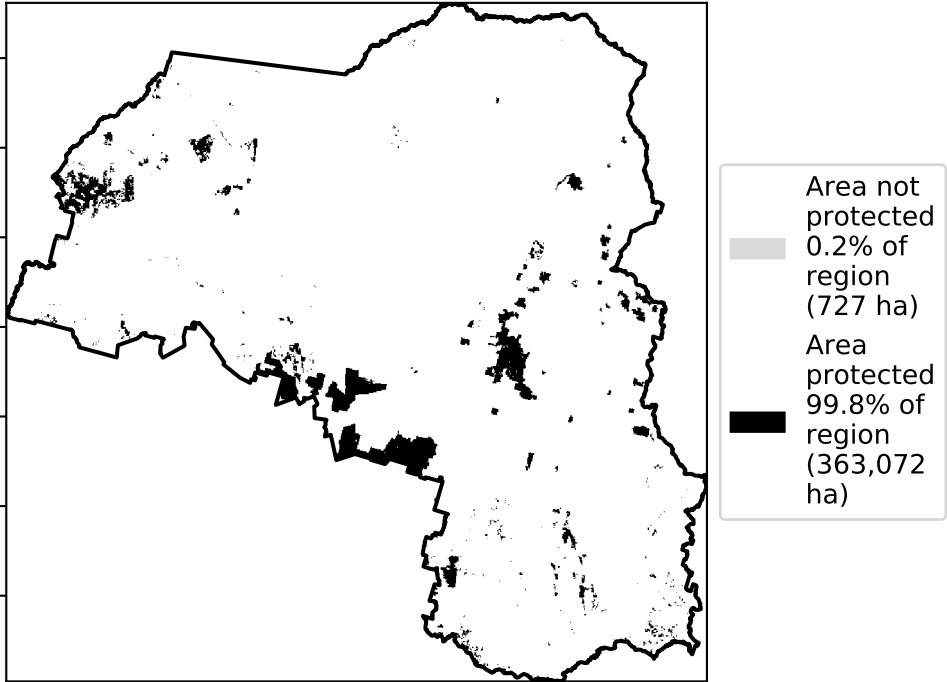 Area not
protected
0.2% of
region
(727 ha)
Area
protected
99.8% of
region
(363,072
ha)